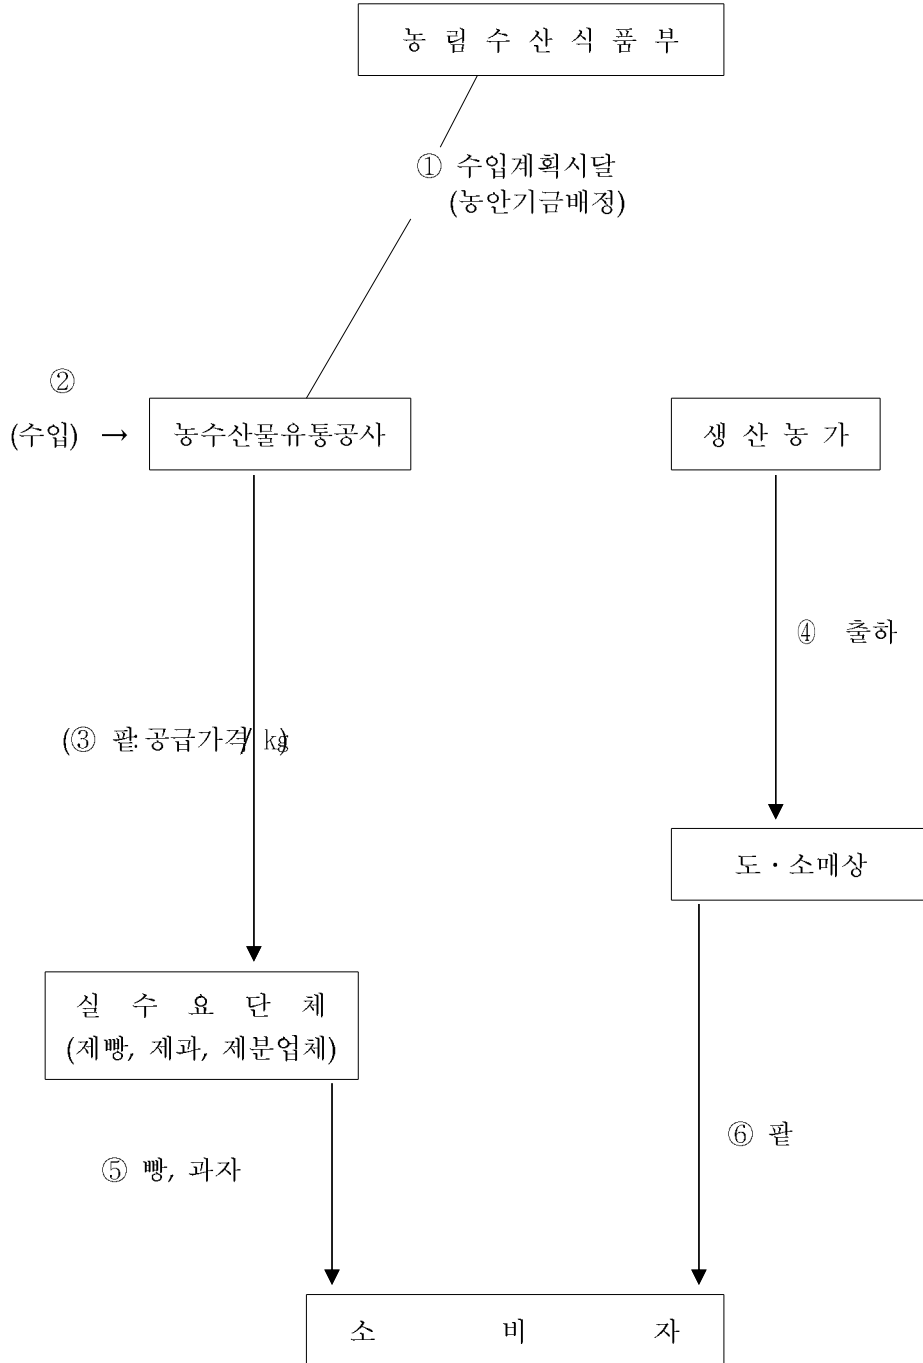 농 림 수 산 식 품 부
① 수입계획시달
(농안기금배정)
②
(수입) → 농수산물유통공사
생 산 농 가
④ 출하
(③ 팥:공급가격/ kg)
도·소매상
실 수 요 단 체
(제빵, 제과, 제분업체)
⑥ 팥
⑤ 빵, 과자
소 비 자